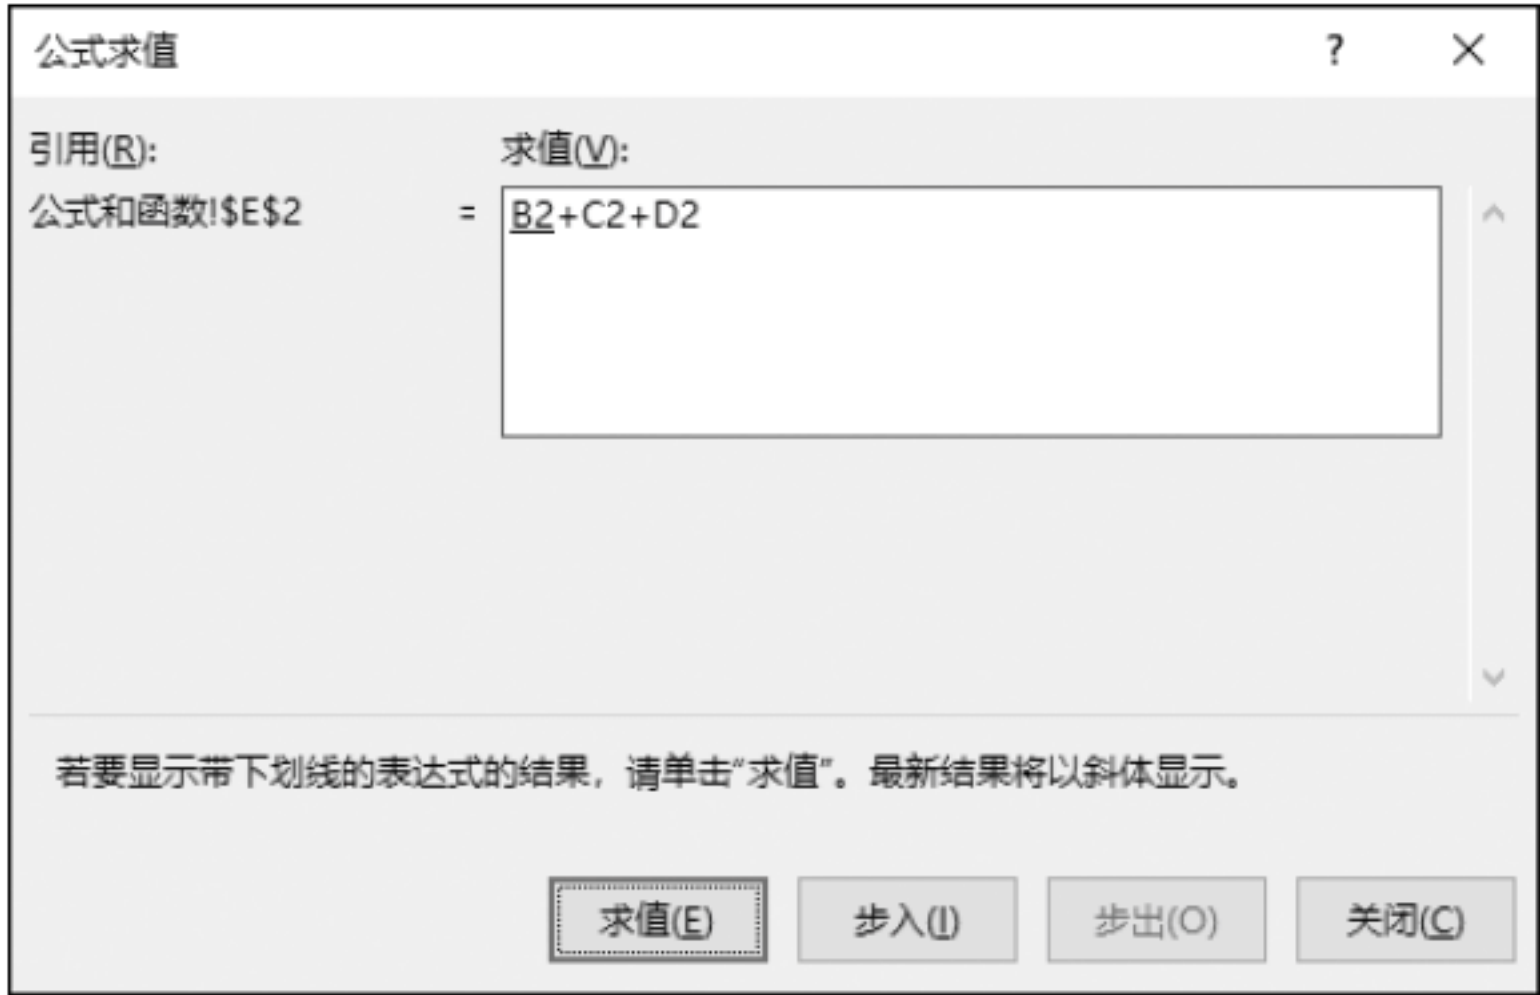 公式求值 ?
引用(R): 求值(V):
公式和函数!$E$2 = B2+C2+D2
若要显示带下划线的表达式的结果，请单击“求值”。最新结果将以斜体显示。
求值(E) 步入(I) 步出(O) 关闭(C)